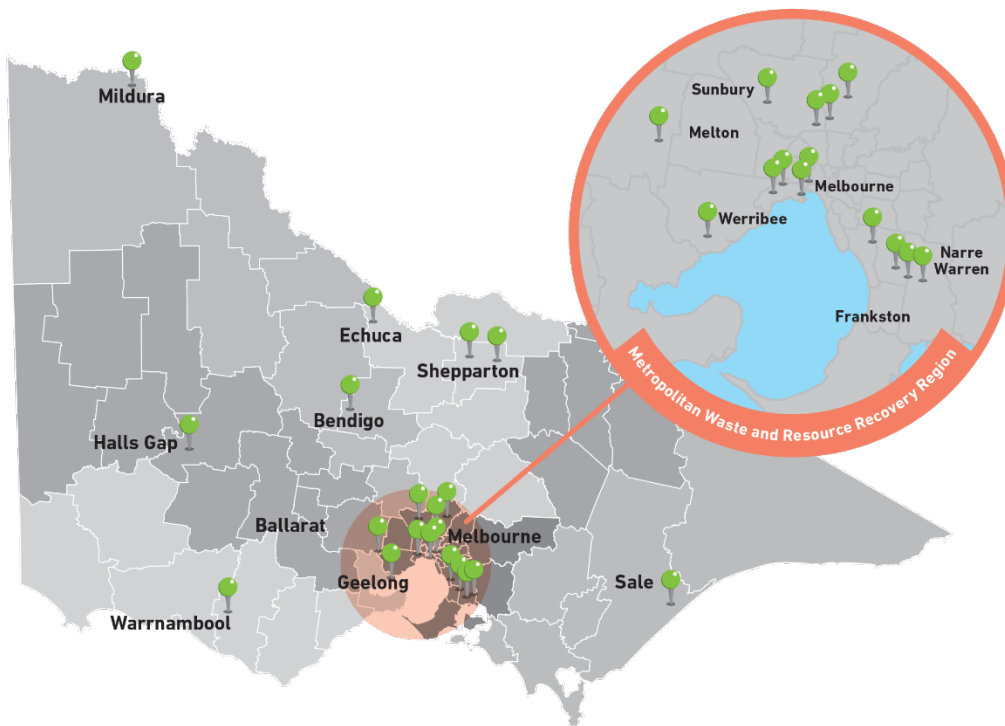 Mildura
Echuca
Shepparton
Bendigo
Halls Gap
Ballarat
Melbourne
Geelong
Sale
Warrnambool
Sunbury
Melton
Melbourne
Werribee
Narre
Warren
Frankston
Metropolitan Waste and Resource Recovery Region